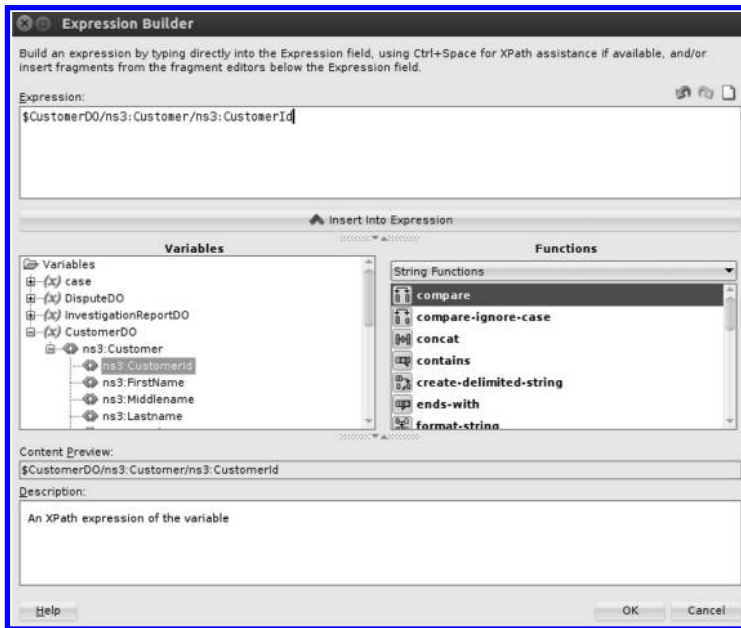 Expression Builder
Build an expression by typing directly into the Expression field, using Ctrl+Space for XPath assistance if available, and/or
insert fragments from the fragment editors below the Expression field.
Expression:
$CustomerDO/ns3:Customer/ns3:CustomerId
Insert Into Expression
Variables
Variables
(x) case
(x) DisputeDO
(x) InvestigationReportDO
(x) CustomerDO
ns3:Customer
ns3:CustomerId
ns3:FirstName
ns3:Middlename
ns3:Lastname
Functions
String Functions
compare
compare-ignore-case
concat
contains
create-delimited-string
ends-with
format-string
Content Preview:
$CustomerDO/ns3:Customer/ns3:CustomerId
Description:
An XPath expression of the variable
Help
OK
Cancel